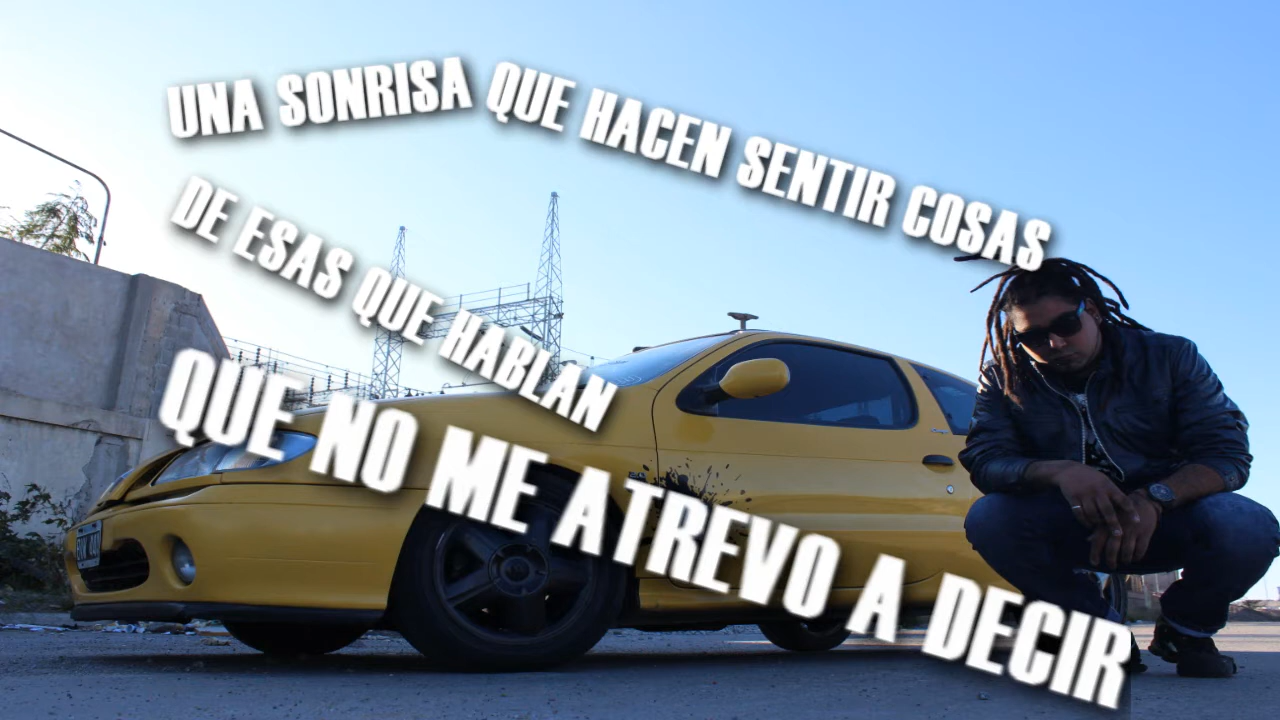 UNA SONRISA QUE HACEN SENTIR COSAS
DE ESAS QUE HABLAN
QUE NO ME ATREVO A DECIR